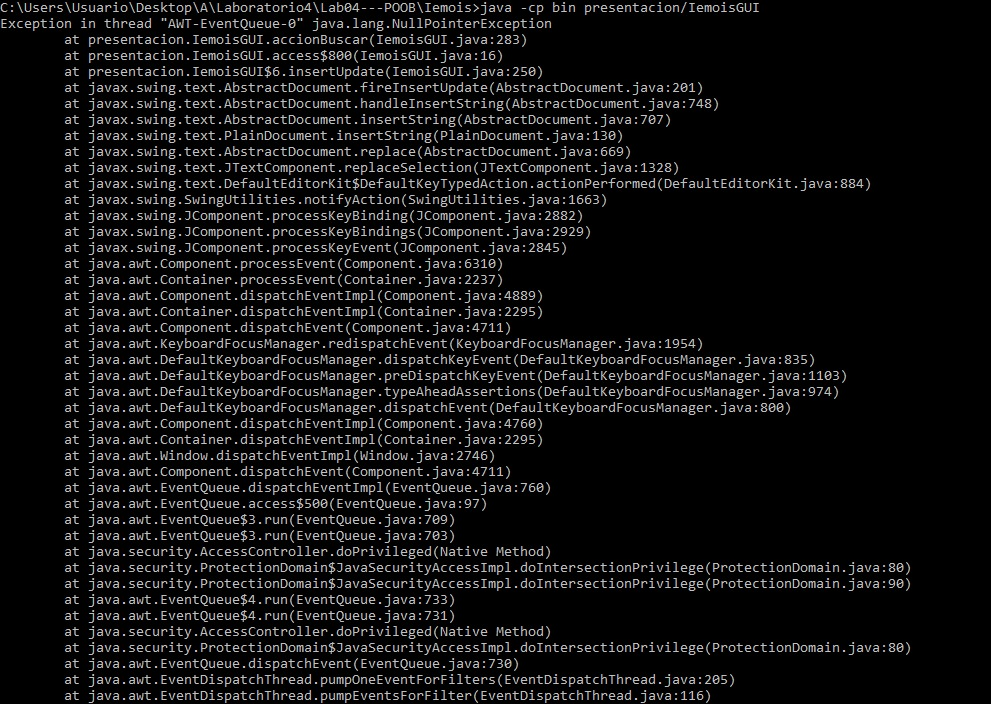 C:\Users\Usuario\Desktop\A\Laboratorio4\Lab04---POOB\Iemois>java -cp bin presentacion/IemoisGUI
Exception in thread "AWT-EventQueue-0" java.lang.NullPointerException
at presentacion.IemoisGUI.accionBuscar(IemoisGUI.java:283)
at presentacion.IemoisGUI.access$800(IemoisGUI.java:16)
at presentacion.IemoisGUI$6.insertUpdate(IemoisGUI.java:250)
at javax.swing.text.AbstractDocument.fireInsertUpdate(AbstractDocument.java:201)
at javax.swing.text.AbstractDocument.handleInsertString(AbstractDocument.java:748)
at javax.swing.text.AbstractDocument.insertString(AbstractDocument.java:707)
at javax.swing.text.PlainDocument.insertString(PlainDocument.java:130)
at javax.swing.text.AbstractDocument.replace(AbstractDocument.java:669)
at javax.swing.text.JTextComponent.replaceSelection(JTextComponent.java:1328)
at javax.swing.text.DefaultEditorKit$DefaultKeyTypedAction.actionPerformed(DefaultEditorKit.java:884)
at javax.swing.SwingUtilities.notifyAction(SwingUtilities.java:1663)
at javax.swing.JComponent.processKeyBinding(JComponent.java:2882)
at javax.swing.JComponent.processKeyBindings(JComponent.java:2929)
at javax.swing.JComponent.processKeyEvent(JComponent.java:2845)
at java.awt.Component.processEvent(Component.java:6310)
at java.awt.Container.processEvent(Container.java:2237)
at java.awt.Component.dispatchEventImpl(Component.java:4889)
at java.awt.Container.dispatchEventImpl(Container.java:2295)
at java.awt.Component.dispatchEvent(Component.java:4711)
at java.awt.KeyboardFocusManager.redispatchEvent(KeyboardFocusManager.java:1954)
at java.awt.DefaultKeyboardFocusManager.dispatchKeyEvent(DefaultKeyboardFocusManager.java:835)
at java.awt.DefaultKeyboardFocusManager.preDispatchKeyEvent(DefaultKeyboardFocusManager.java:1103)
at java.awt.DefaultKeyboardFocusManager.typeAheadAssertions(DefaultKeyboardFocusManager.java:974)
at java.awt.DefaultKeyboardFocusManager.dispatchEvent(DefaultKeyboardFocusManager.java:800)
at java.awt.Component.dispatchEventImpl(Component.java:4760)
at java.awt.Container.dispatchEventImpl(Container.java:2295)
at java.awt.Window.dispatchEventImpl(Window.java:2746)
at java.awt.Component.dispatchEvent(Component.java:4711)
at java.awt.EventQueue.dispatchEventImpl(EventQueue.java:760)
at java.awt.EventQueue.access$500(EventQueue.java:97)
at java.awt.EventQueue$3.run(EventQueue.java:709)
at java.awt.EventQueue$3.run(EventQueue.java:703)
at java.security.AccessController.doPrivileged(Native Method)
at java.security.ProtectionDomain$JavaSecurityAccessImpl.doIntersectionPrivilege(ProtectionDomain.java:80)
at java.security.ProtectionDomain$JavaSecurityAccessImpl.doIntersectionPrivilege(ProtectionDomain.java:90)
at java.awt.EventQueue$4.run(EventQueue.java:733)
at java.awt.EventQueue$4.run(EventQueue.java:731)
at java.security.AccessController.doPrivileged(Native Method)
at java.security.ProtectionDomain$JavaSecurityAccessImpl.doIntersectionPrivilege(ProtectionDomain.java:80)
at java.awt.EventQueue.dispatchEvent(EventQueue.java:730)
at java.awt.EventDispatchThread.pumpOneEventForFilters(EventDispatchThread.java:205)
at java.awt.EventDispatchThread.pumpEventsForFilter(EventDispatchThread.java:116)